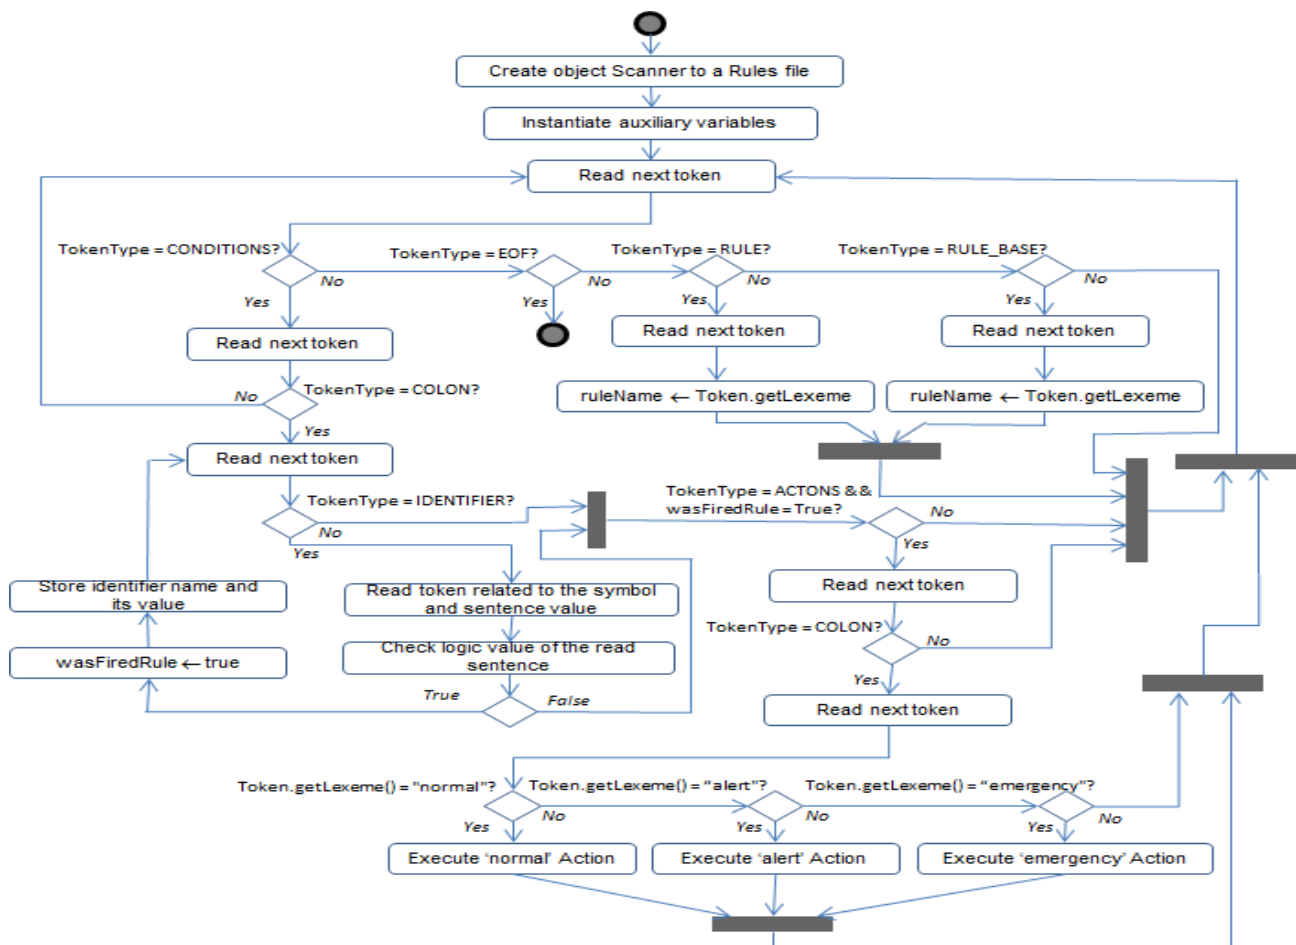 Create object Scanner to a Rules file
Instantiate auxiliary variables
Read next token
TokenType = CONDITIONS?
TokenType = EOF?
TokenType = RULE?
TokenType = RULE_BASE?
No
No
No
No
Yes
Yes
Yes
Yes
Read next token
Read next token
Read next token
No
TokenType = COLON?
ruleName ← Token.getLexeme
ruleName ← Token.getLexeme
Yes
Read next token
TokenType = IDENTIFIER?
TokenType = ACTONS &&
wasFiredRule = True?
No
No
Yes
Yes
Store identifier name and
its value
Read token related to the symbol
and sentence value
Read next token
TokenType = COLON?
No
wasFiredRule ← true
Check logic value of the read
sentence
Yes
True
False
Read next token
Token.getLexeme() = "normal"?
Token.getLexeme() = “alert”?
Token.getLexeme() = “emergency”?
No
No
No
Yes
Yes
Yes
Execute ‘normal’ Action
Execute ‘alert’ Action
Execute ‘emergency’ Action